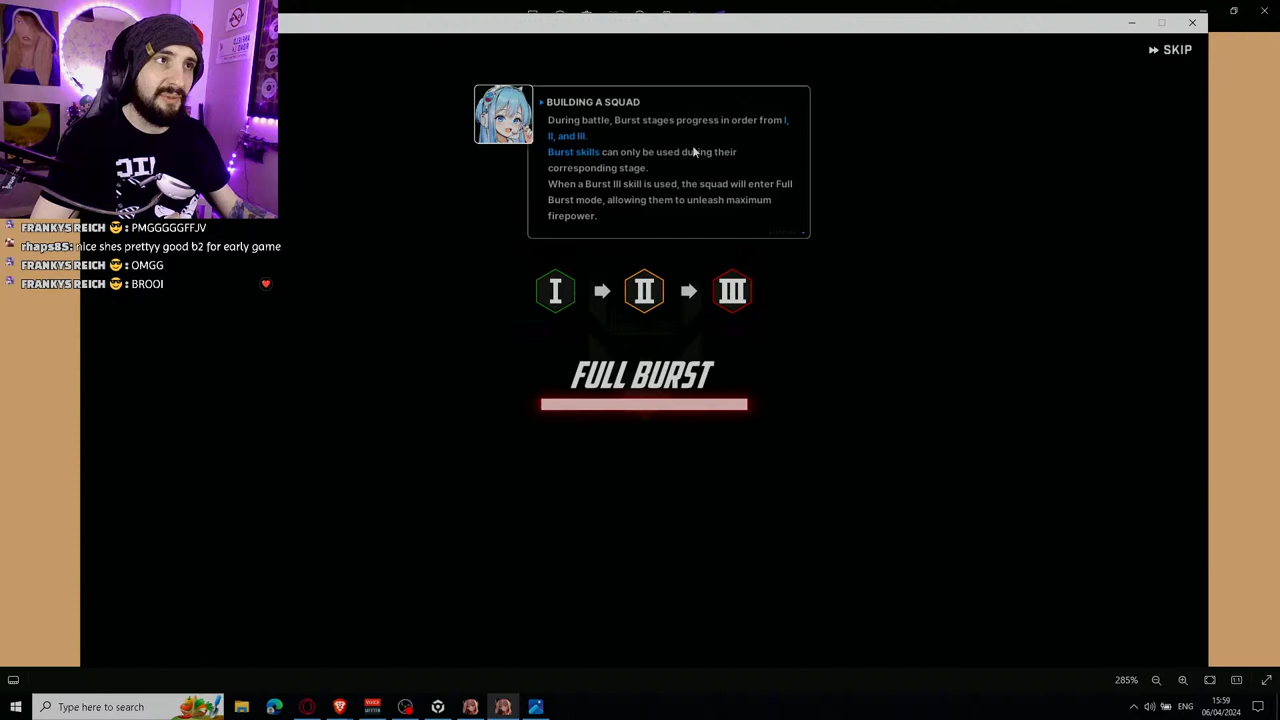 SKIP
BUILDING A SQUAD
During battle, Burst stages progress in order from I,
II, and III.
Burst skills can only be used during their
corresponding stage.
When a Burst III skill is used, the squad will enter Full
Burst mode, allowing them to unleash maximum
firepower.
FRANKYSREICH 😎 : PMGGGGGFFJV
rhaps85: nice shes prettyy good b2 for early game
FRANKYSREICH 😎 : OMGG
FRANKYSREICH 😎 : BROOI
I II III
FULL BURST
285%
Type here to search
VOICE
ENG
15:59
06/04/2024